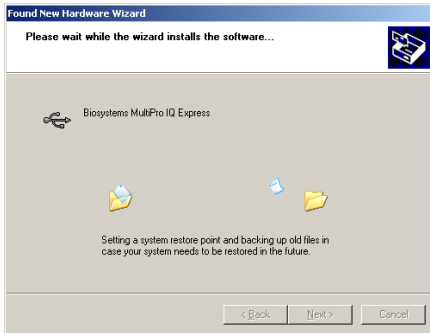 Found New Hardware Wizard
Please wait while the wizard installs the software...
Biosystems MultiPro IQ Express
Setting a system restore point and backing up old files in
case your system needs to be restored in the future.
< Back Next > Cancel